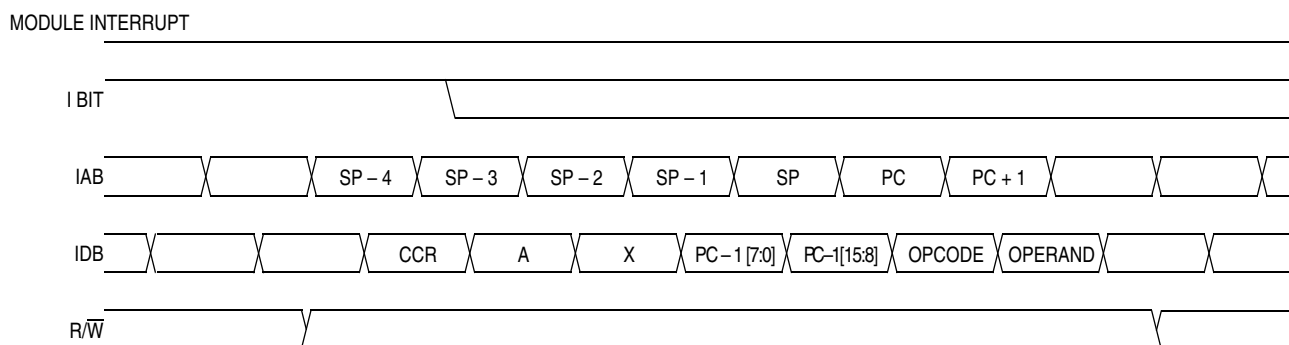 MODULE INTERRUPT
I BIT
IAB SP – 4 SP – 3 SP – 2 SP – 1 SP PC PC + 1
IDB CCR A X PC – 1 [7:0] PC–1[15:8] OPCODE OPERAND
R/W̅